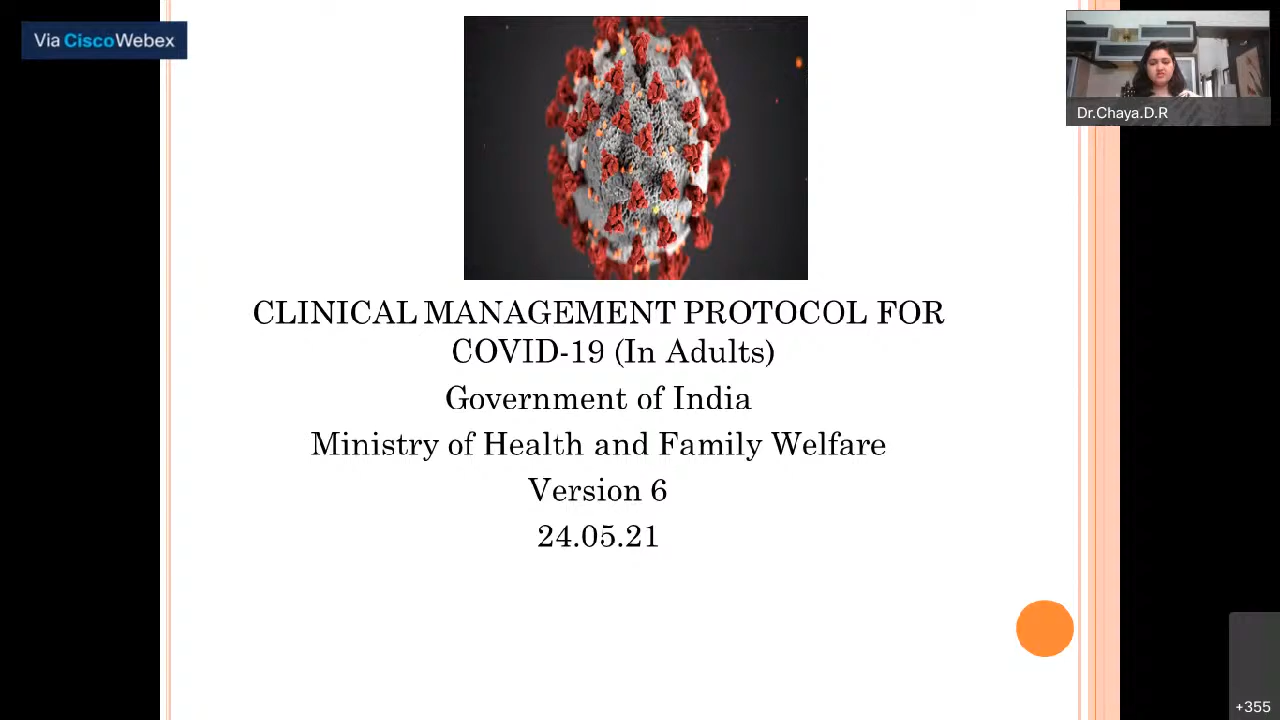 Via CiscoWebex
Dr.Chaya.D.R
CLINICAL MANAGEMENT PROTOCOL FOR
COVID-19 (In Adults)
Government of India
Ministry of Health and Family Welfare
Version 6
24.05.21
+355